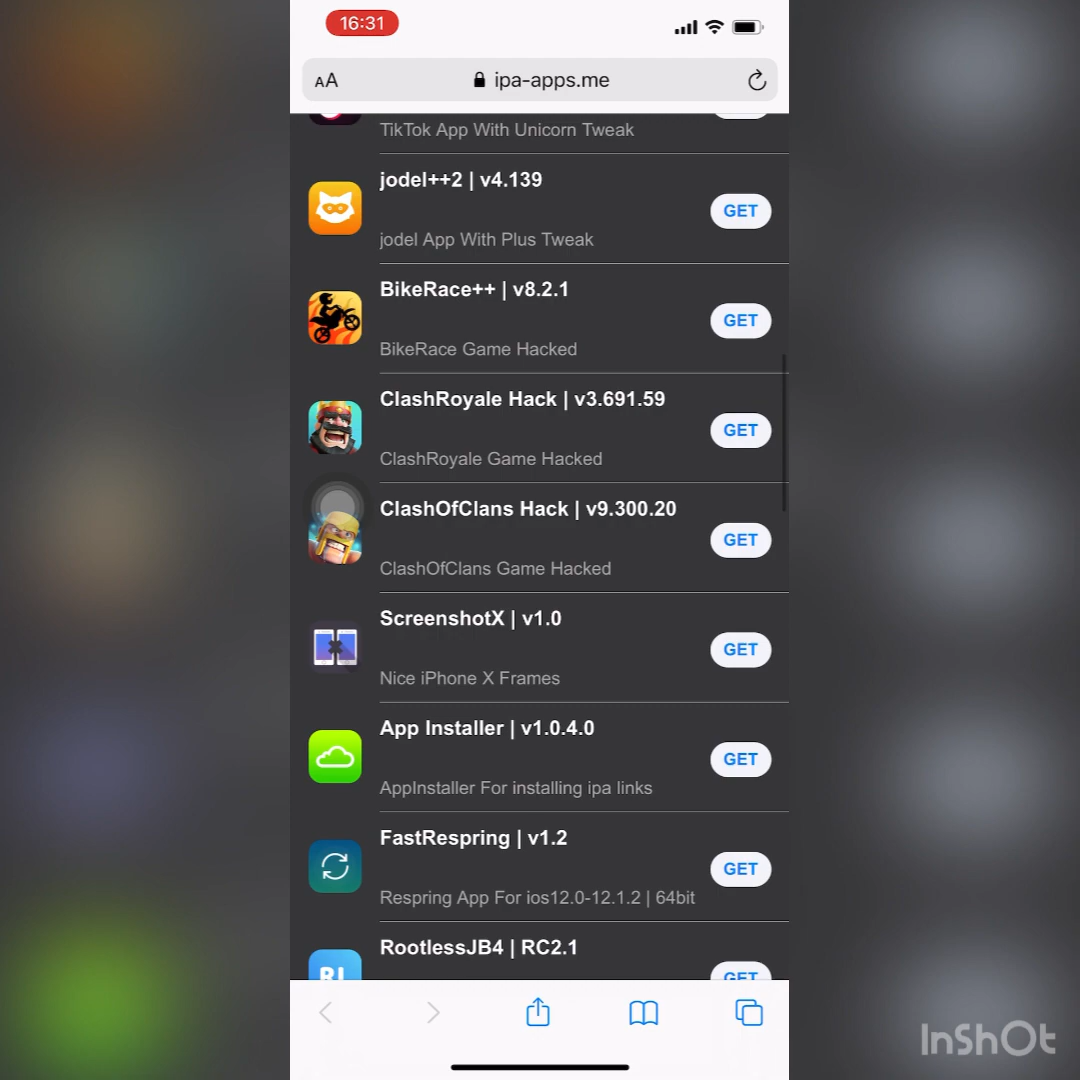 16:31
AA ipa-apps.me
TikTok App With Unicorn Tweak
jodel++2 | v4.139
GET
jodel App With Plus Tweak
BikeRace++ | v8.2.1
GET
BikeRace Game Hacked
ClashRoyale Hack | v3.691.59
GET
ClashRoyale Game Hacked
ClashOfClans Hack | v9.300.20
GET
ClashOfClans Game Hacked
ScreenshotX | v1.0
GET
Nice iPhone X Frames
App Installer | v1.0.4.0
GET
AppInstaller For installing ipa links
FastRespring | v1.2
GET
Respring App For ios12.0-12.1.2 | 64bit
RootlessJB4 | RC2.1
GET
InShOt